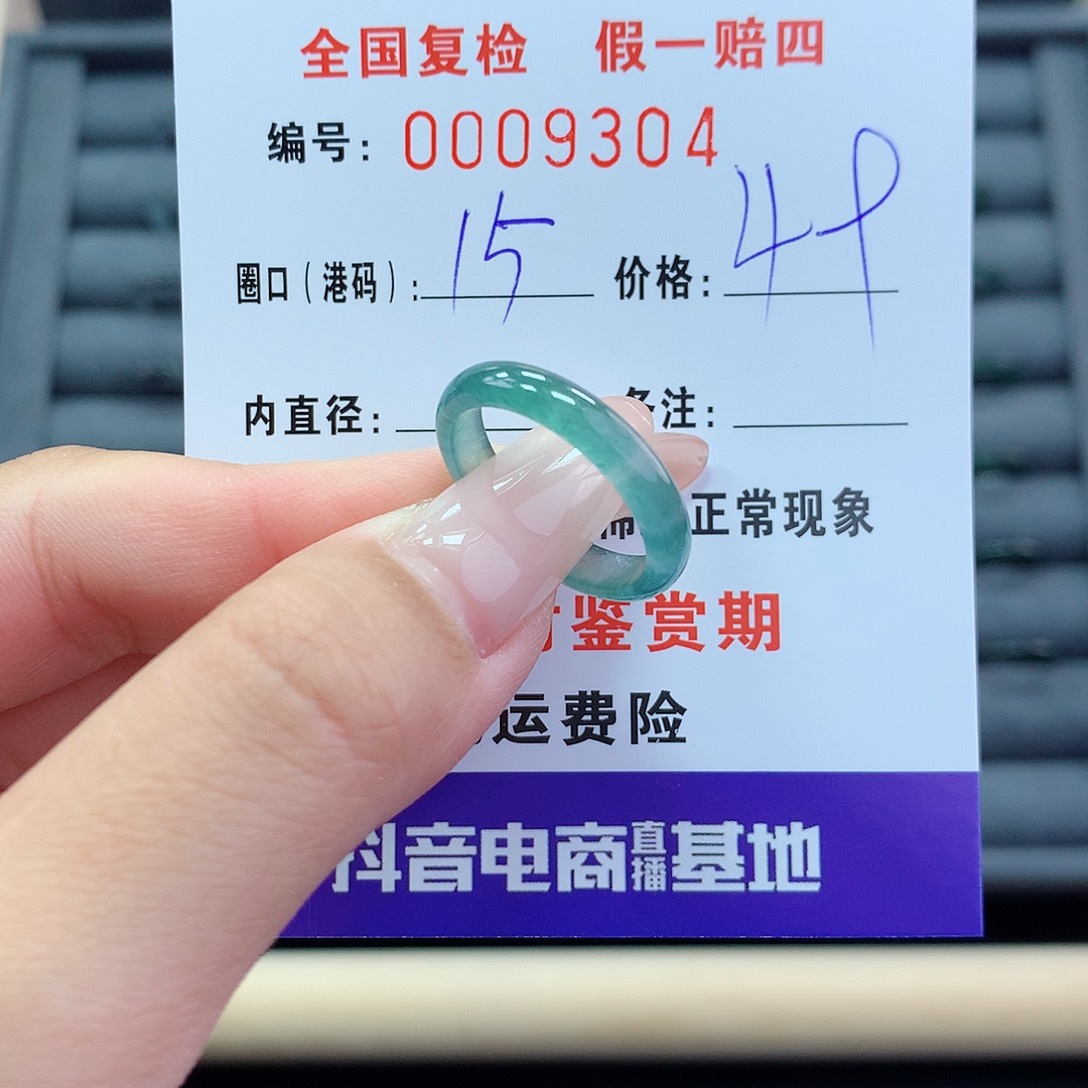 全国复检 假一赔四
编号：0009304
圈口（港码）：15 价格：49
内直径： 备注：
正常现象
鉴赏期
运费险
抖音电商直播基地